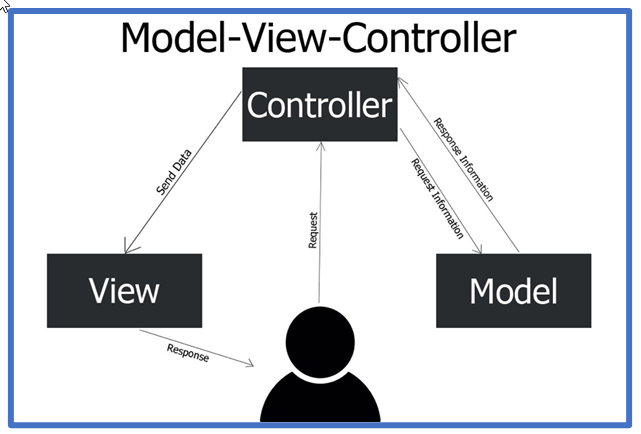 Model-View-Controller
Controller
Send Data
Request
Request Information
Response Information
View
Model
Response